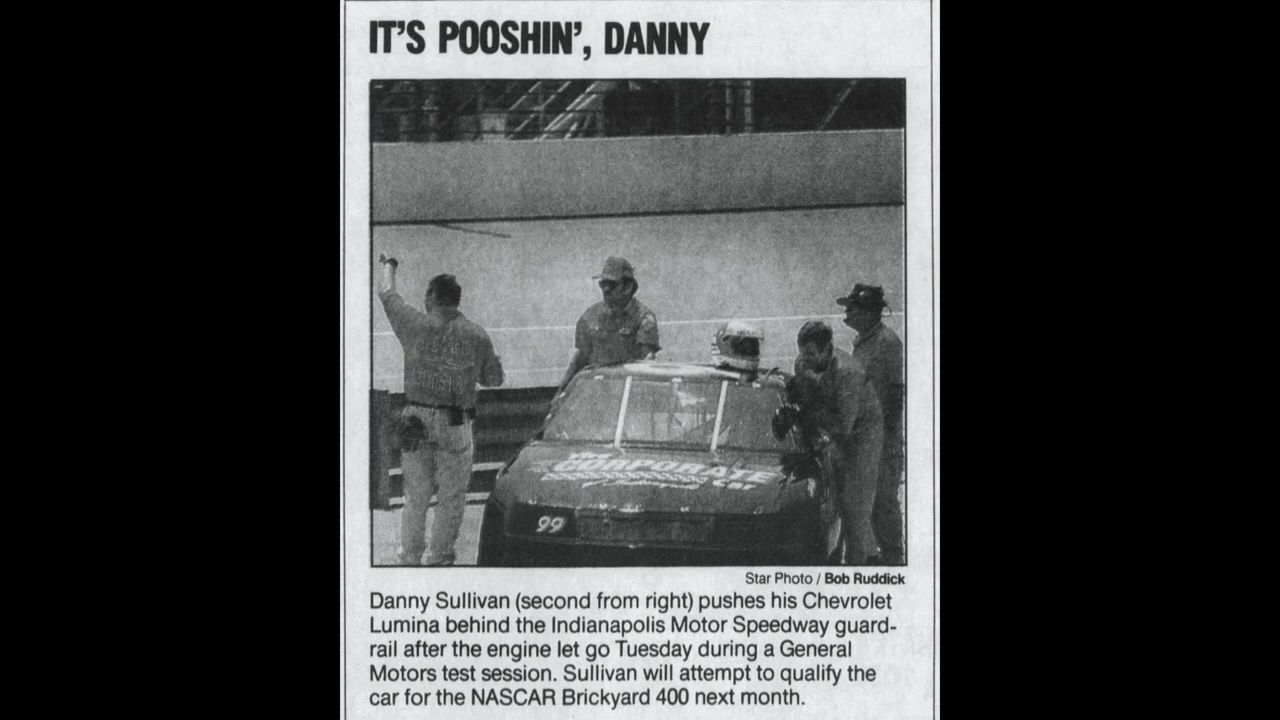 IT'S POOSHIN', DANNY
The
CORPORATE
CAR
99
Star Photo / Bob Ruddick
Danny Sullivan (second from right) pushes his Chevrolet
Lumina behind the Indianapolis Motor Speedway guard-
rail after the engine let go Tuesday during a General
Motors test session. Sullivan will attempt to qualify the
car for the NASCAR Brickyard 400 next month.